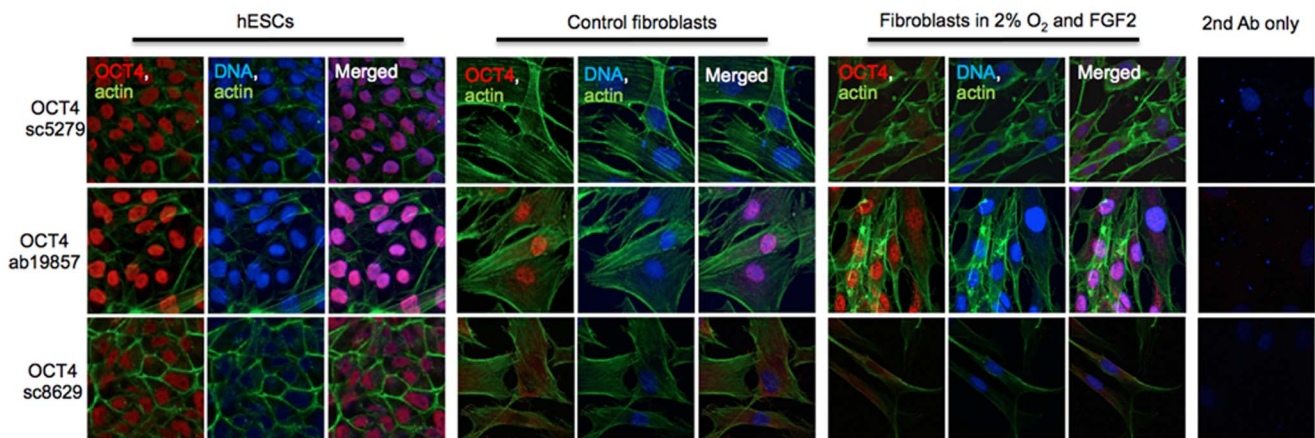 hESCs
Control fibroblasts
Fibroblasts in 2% O₂ and FGF2
2nd Ab only
OCT4
sc5279
OCT4,
actin
DNA,
actin
Merged
OCT4,
actin
DNA,
actin
Merged
OCT4,
actin
DNA,
actin
Merged
OCT4
ab19857
OCT4
sc8629